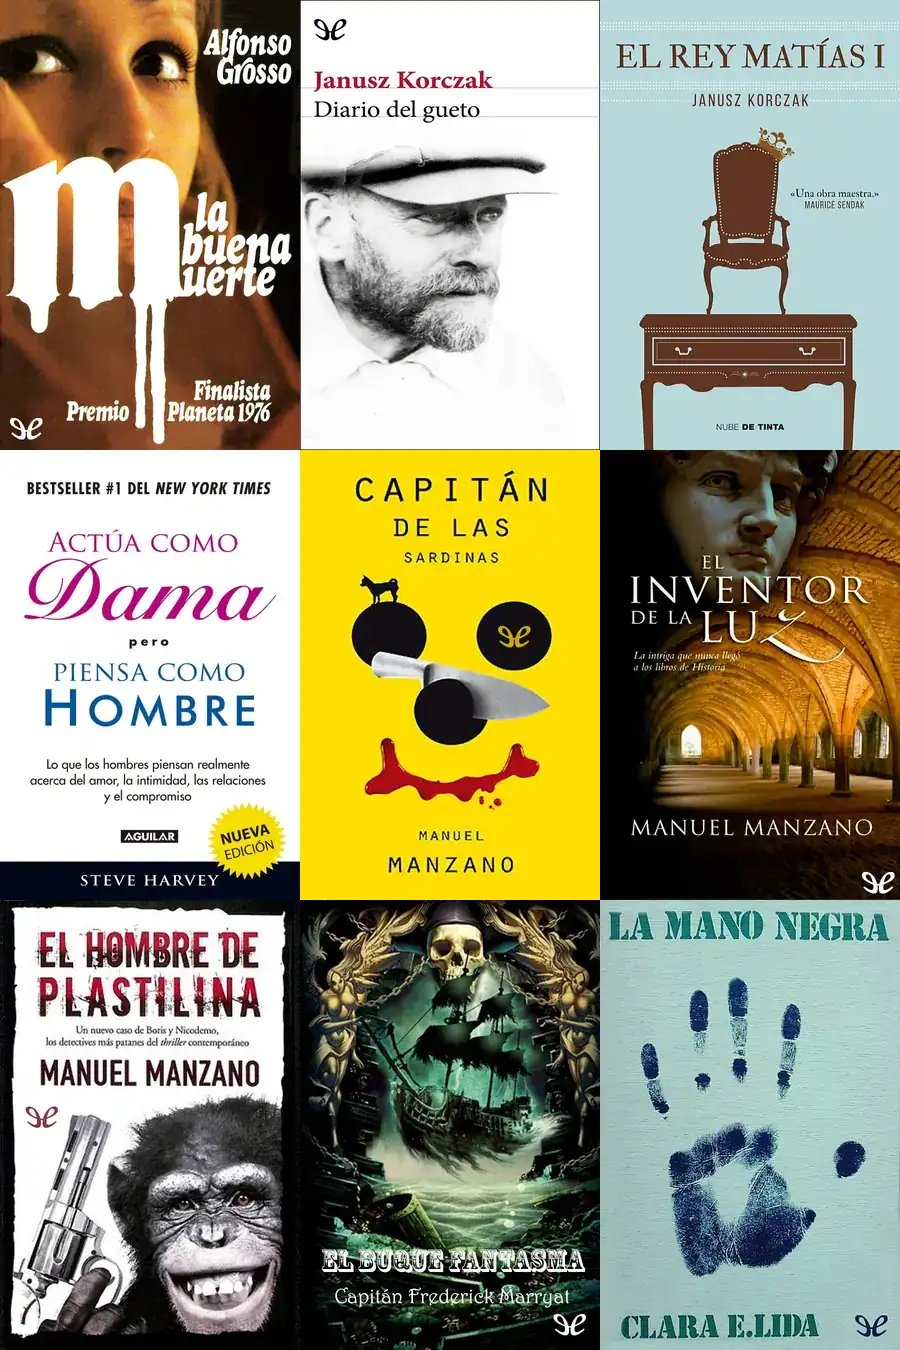 Alfonso
Grosso
la
buena
muerte
Premio
Finalista
Planeta 1976
Janusz Korczak
Diario del gueto
EL REY MATÍAS I
JANUSZ KORCZAK
«Una obra maestra.»
MAURICE SENDAK
NUBE DE TINTA
BESTSELLER #1 DEL NEW YORK TIMES
ACTÚA COMO
Dama
pero
PIENSA COMO
HOMBRE
Lo que los hombres piensan realmente
acerca del amor, la intimidad, las relaciones
y el compromiso
AGUILAR
NUEVA
EDICIÓN
STEVE HARVEY
CAPITÁN
DE LAS
SARDINAS
MANUEL
MANZANO
EL
INVENTOR
DE LA LUZ
La intriga que nunca llegó
a los libros de Historia
MANUEL MANZANO
EL HOMBRE DE
PLASTILINA
Un nuevo caso de Boris y Nicodemo,
los detectives más patanes del thriller contemporáneo
MANUEL MANZANO
EL BUQUE FANTASMA
Capitán Frederick Marryat
LA MANO NEGRA
CLARA E. LIDA